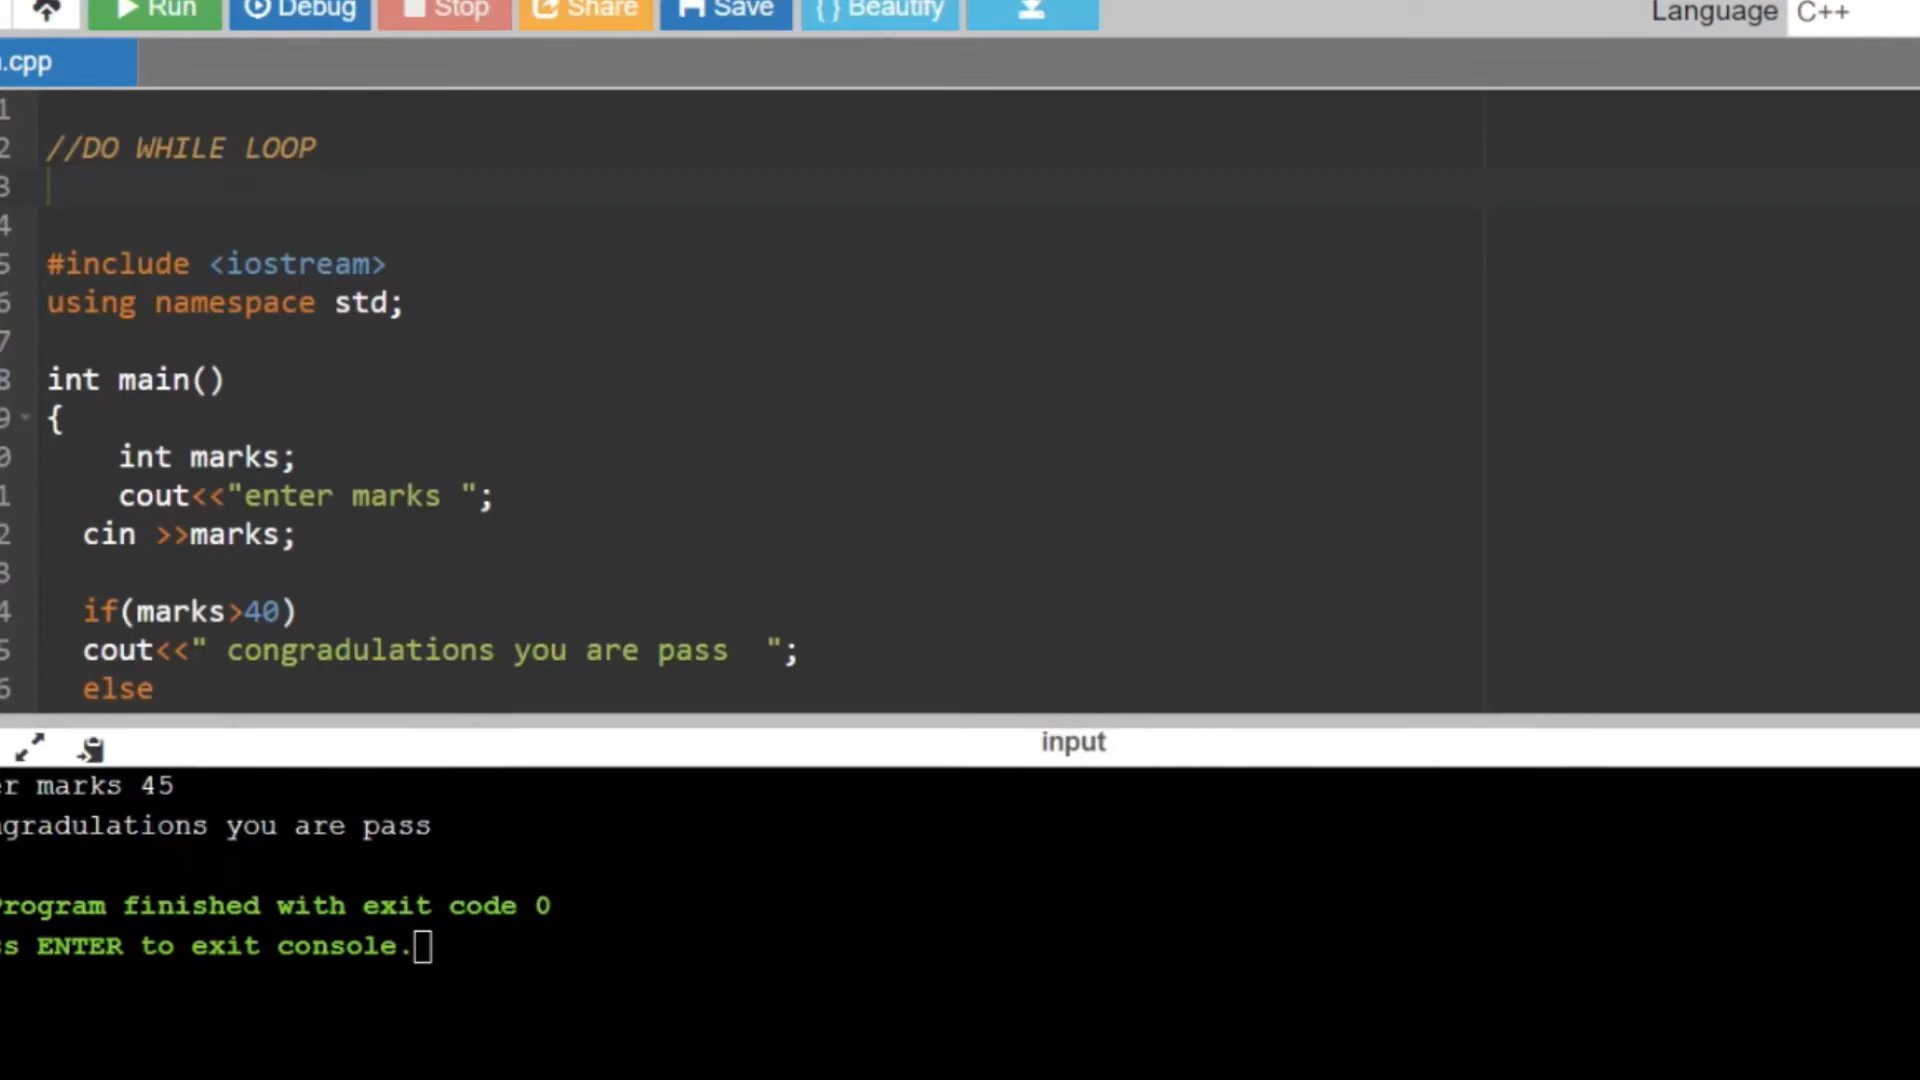 Run Debug Stop Share Save { } Beautify Language C++
.cpp
1
2 //DO WHILE LOOP
3
4
5 #include <iostream>
6 using namespace std;
7
8 int main()
9 {
0 int marks;
1 cout<<"enter marks ";
2 cin >>marks;
3
4 if(marks>40)
5 cout<<" congradulations you are pass  ";
6 else
input
er marks 45
gradulations you are pass
Program finished with exit code 0
ss ENTER to exit console.